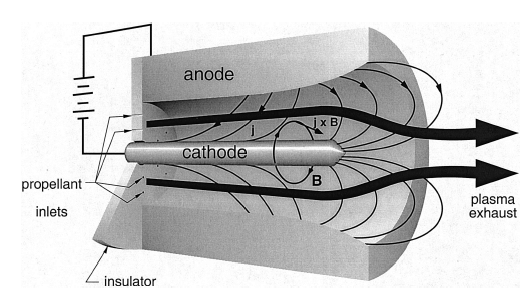 anode
j
j x B
cathode
B
propellant
inlets
plasma
exhaust
insulator